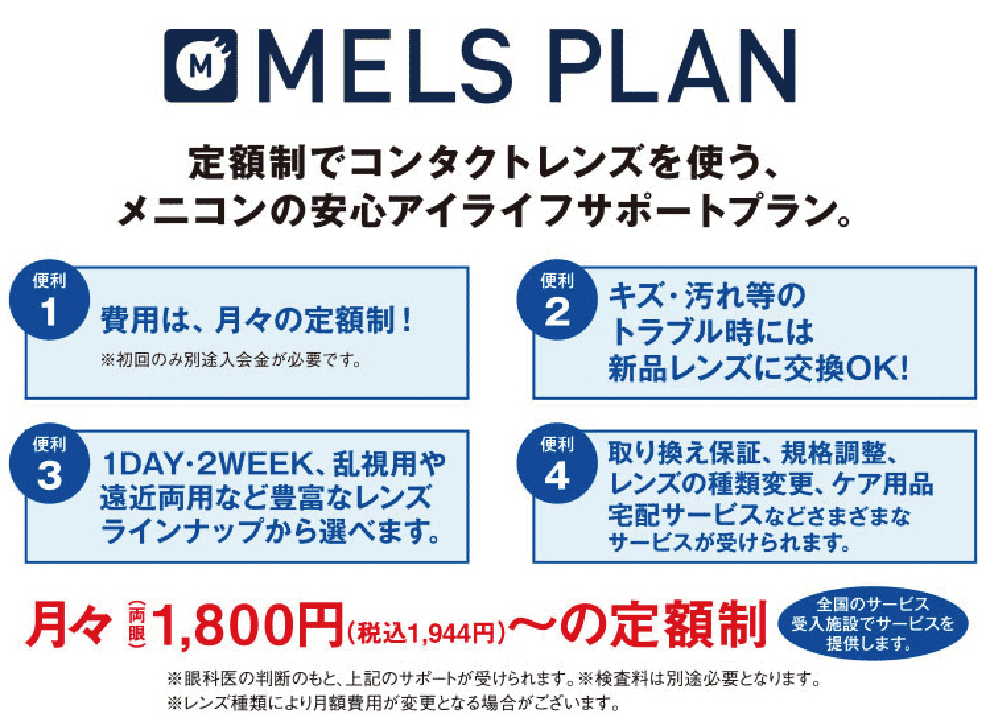 M MELS PLAN
定額制でコンタクトレンズを使う、
メニコンの安心アイライフサポートプラン。
便利
1
費用は、月々の定額制!
※初回のみ別途入会金が必要です。
便利
2
キズ・汚れ等の
トラブル時には
新品レンズに交換OK!
便利
3
1DAY・2WEEK、乱視用や
遠近両用など豊富なレンズ
ラインナップから選べます。
便利
4
取り換え保証、規格調整、
レンズの種類変更、ケア用品
宅配サービスなどさまざまな
サービスが受けられます。
月々(両眼)1,800円(税込1,944円)〜の定額制
全国のサービス
受入施設でサービスを
提供します。
※眼科医の判断のもと、上記のサポートが受けられます。※検査料は別途必要となります。
※レンズ種類により月額費用が変更となる場合がございます。